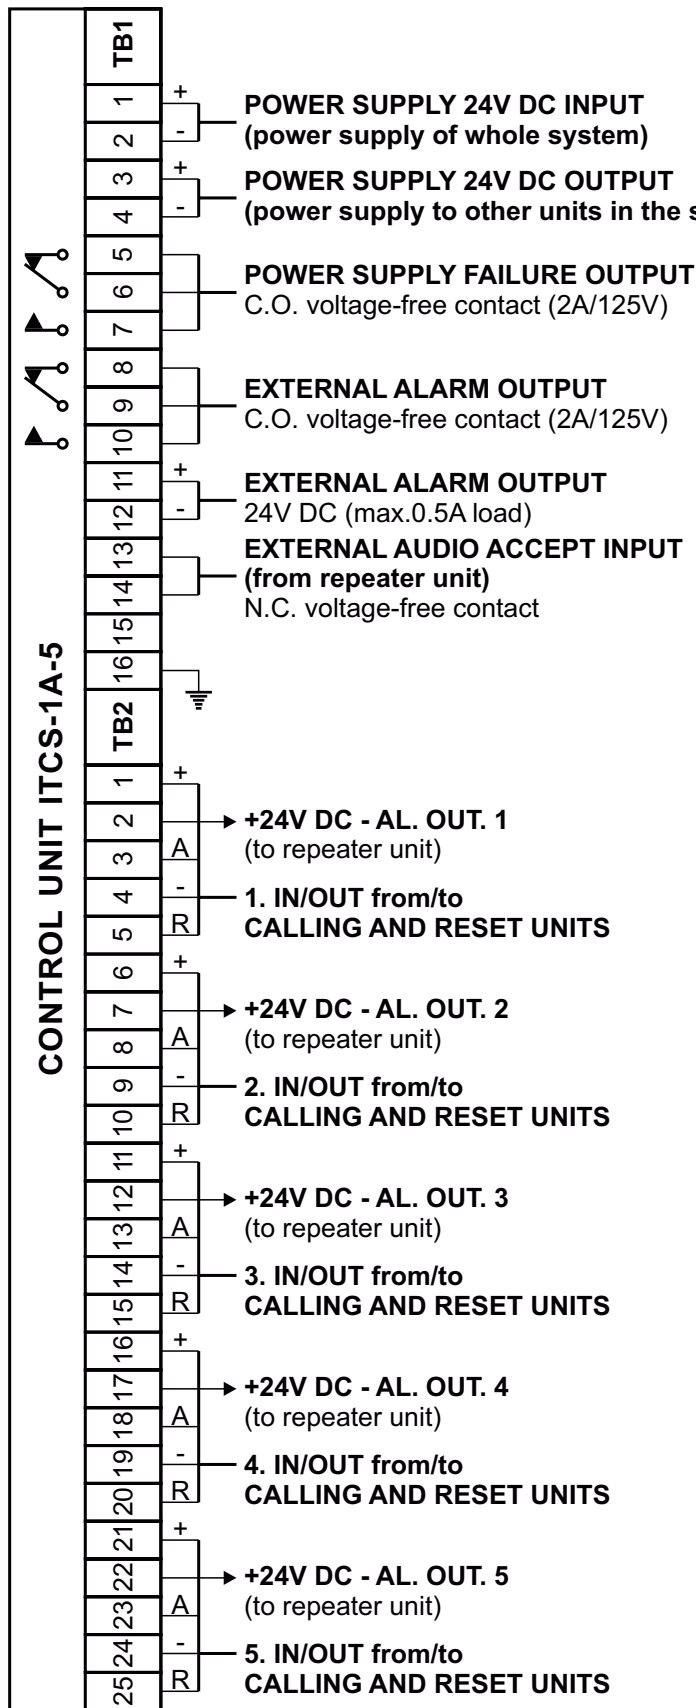 CONTROL UNIT ITCS-1A-5
TB1
1 +
POWER SUPPLY 24V DC INPUT
2 -
(power supply of whole system)
3 +
POWER SUPPLY 24V DC OUTPUT
4 -
(power supply to other units in the s
5
POWER SUPPLY FAILURE OUTPUT
6
C.O. voltage-free contact (2A/125V)
7
8
EXTERNAL ALARM OUTPUT
9
C.O. voltage-free contact (2A/125V)
10
11 +
EXTERNAL ALARM OUTPUT
12 -
24V DC (max.0.5A load)
13
EXTERNAL AUDIO ACCEPT INPUT
(from repeater unit)
14
N.C. voltage-free contact
15
16
TB2
1 +
2
+24V DC - AL. OUT. 1
3 A
(to repeater unit)
4 -
1. IN/OUT from/to
5 R
CALLING AND RESET UNITS
6 +
7
+24V DC - AL. OUT. 2
8 A
(to repeater unit)
9 -
2. IN/OUT from/to
10 R
CALLING AND RESET UNITS
11 +
12
+24V DC - AL. OUT. 3
13 A
(to repeater unit)
14 -
3. IN/OUT from/to
15 R
CALLING AND RESET UNITS
16 +
17
+24V DC - AL. OUT. 4
18 A
(to repeater unit)
19 -
4. IN/OUT from/to
20 R
CALLING AND RESET UNITS
21 +
22
+24V DC - AL. OUT. 5
23 A
(to repeater unit)
24 -
5. IN/OUT from/to
25 R
CALLING AND RESET UNITS